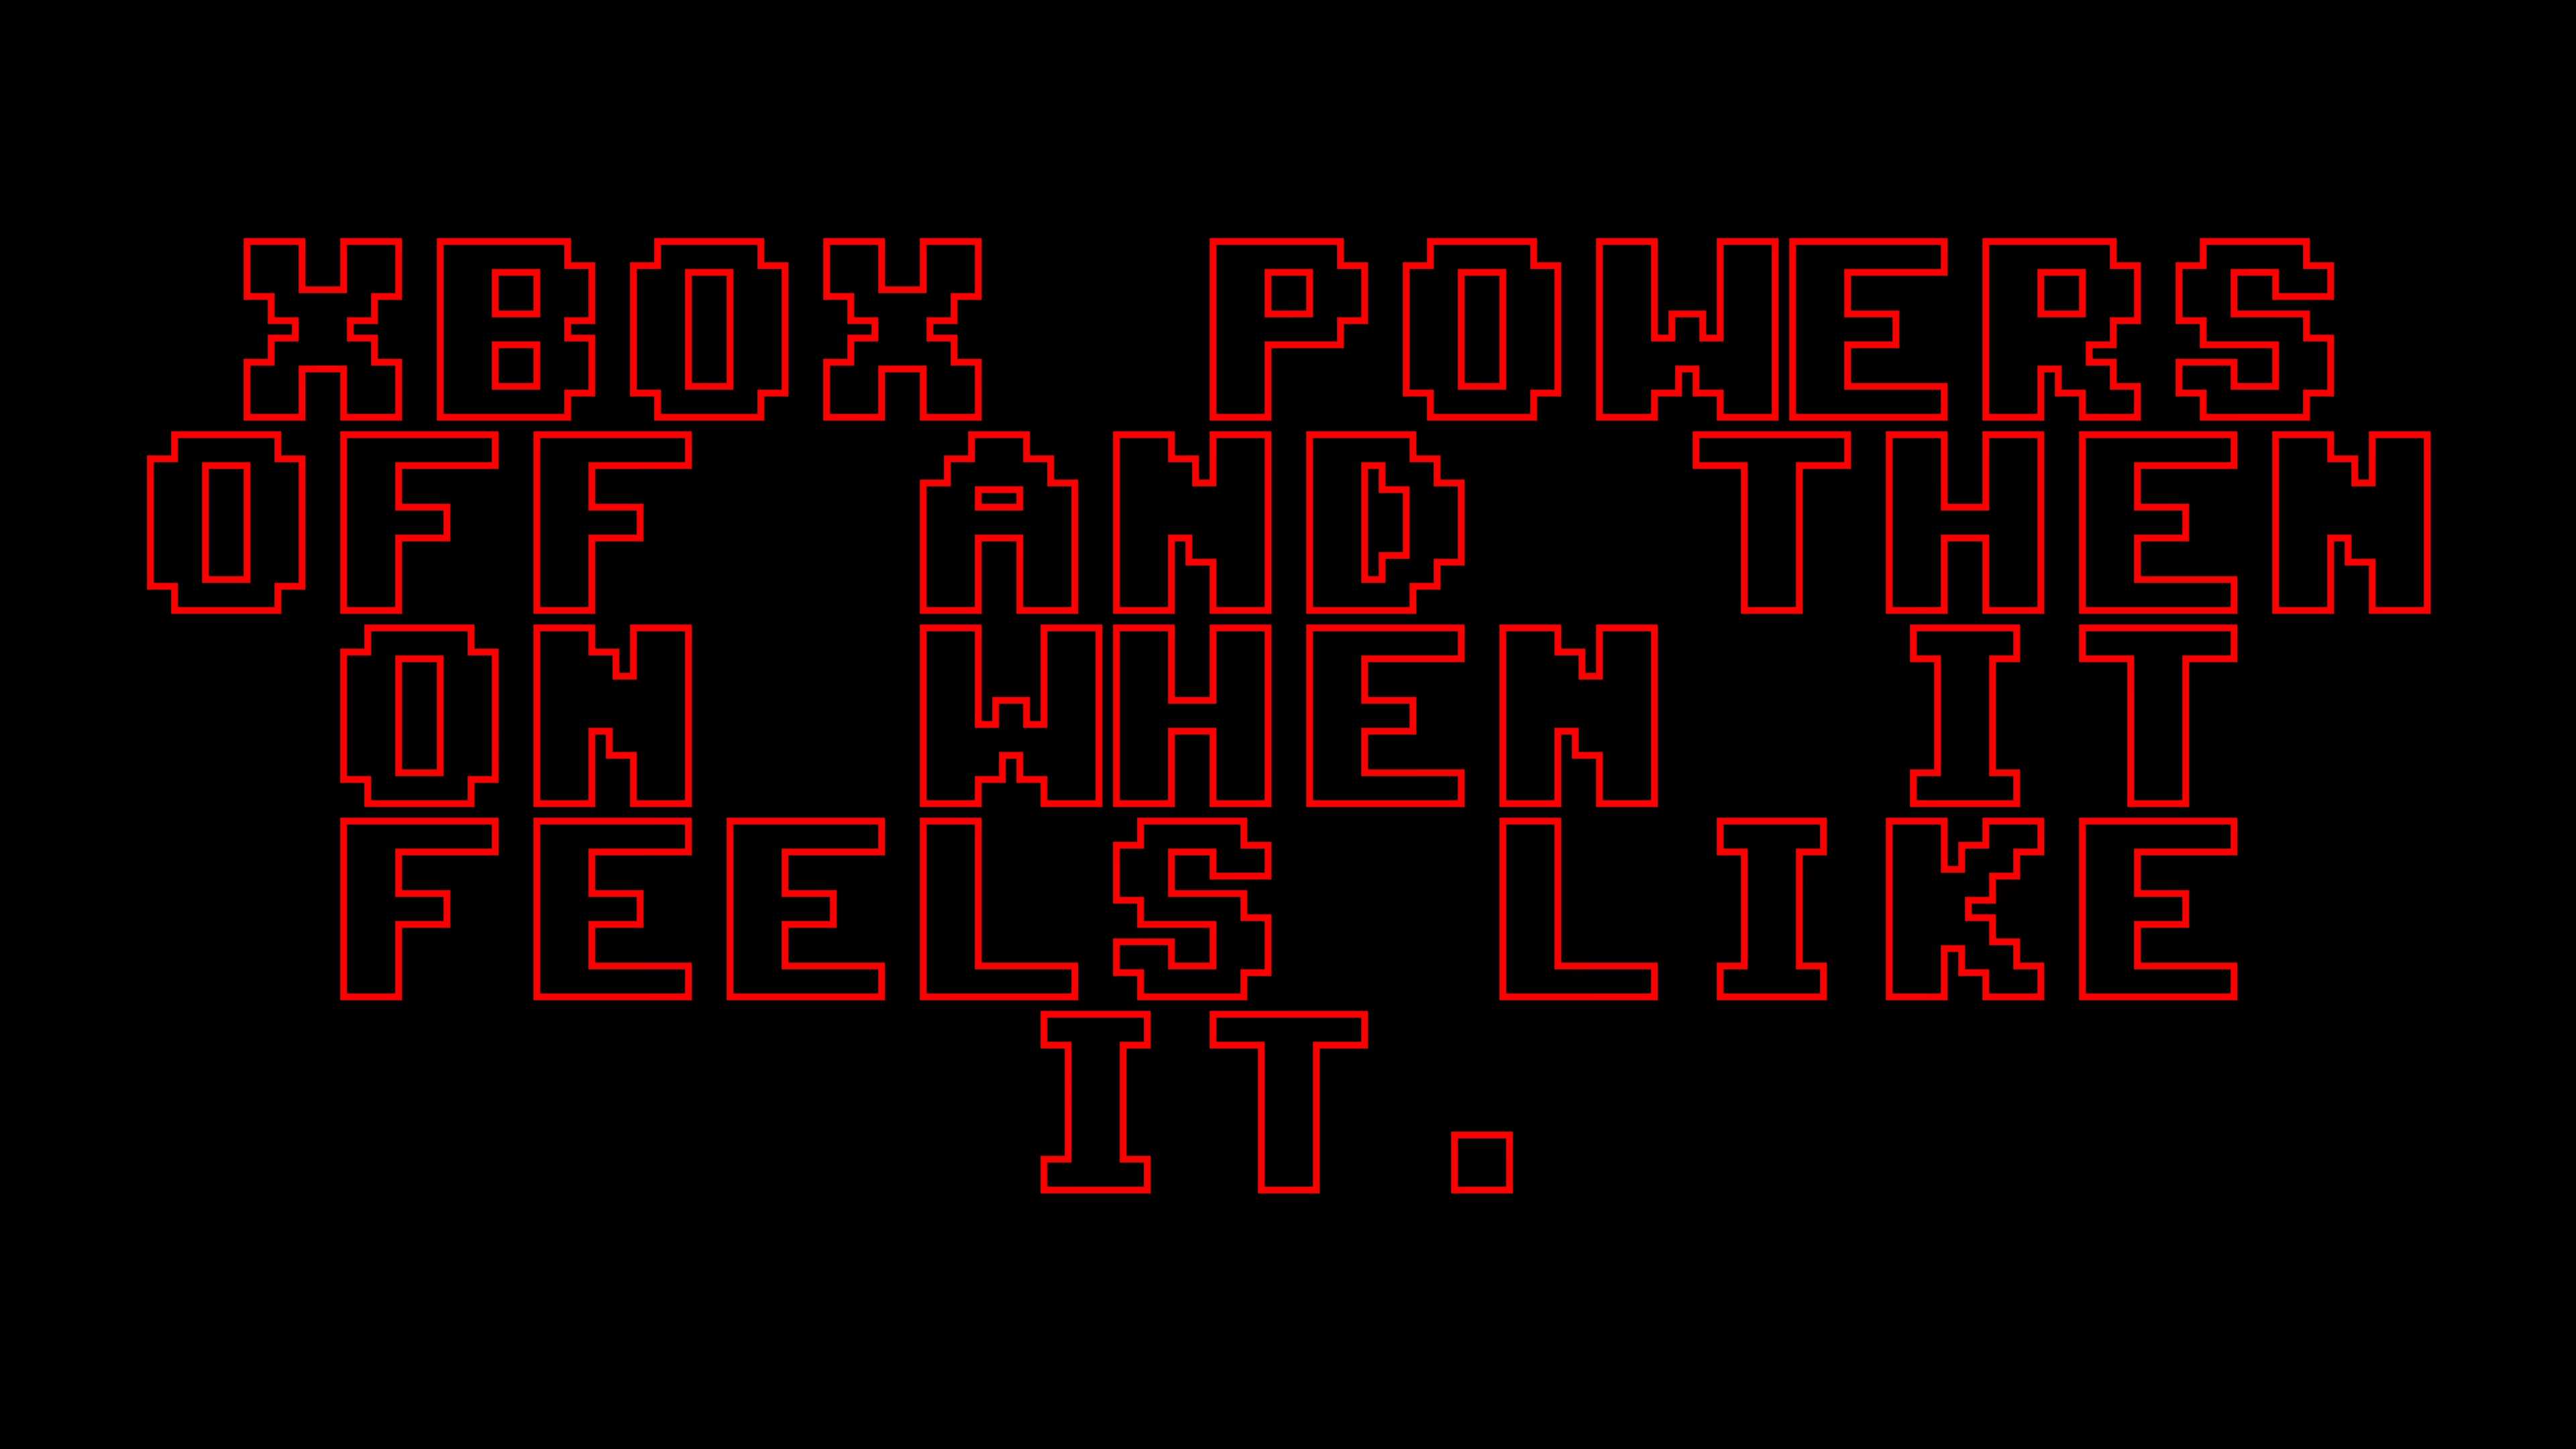 XBOX POWERS
OFF AND THEN
ON WHEN IT
FEELS LIKE
IT.